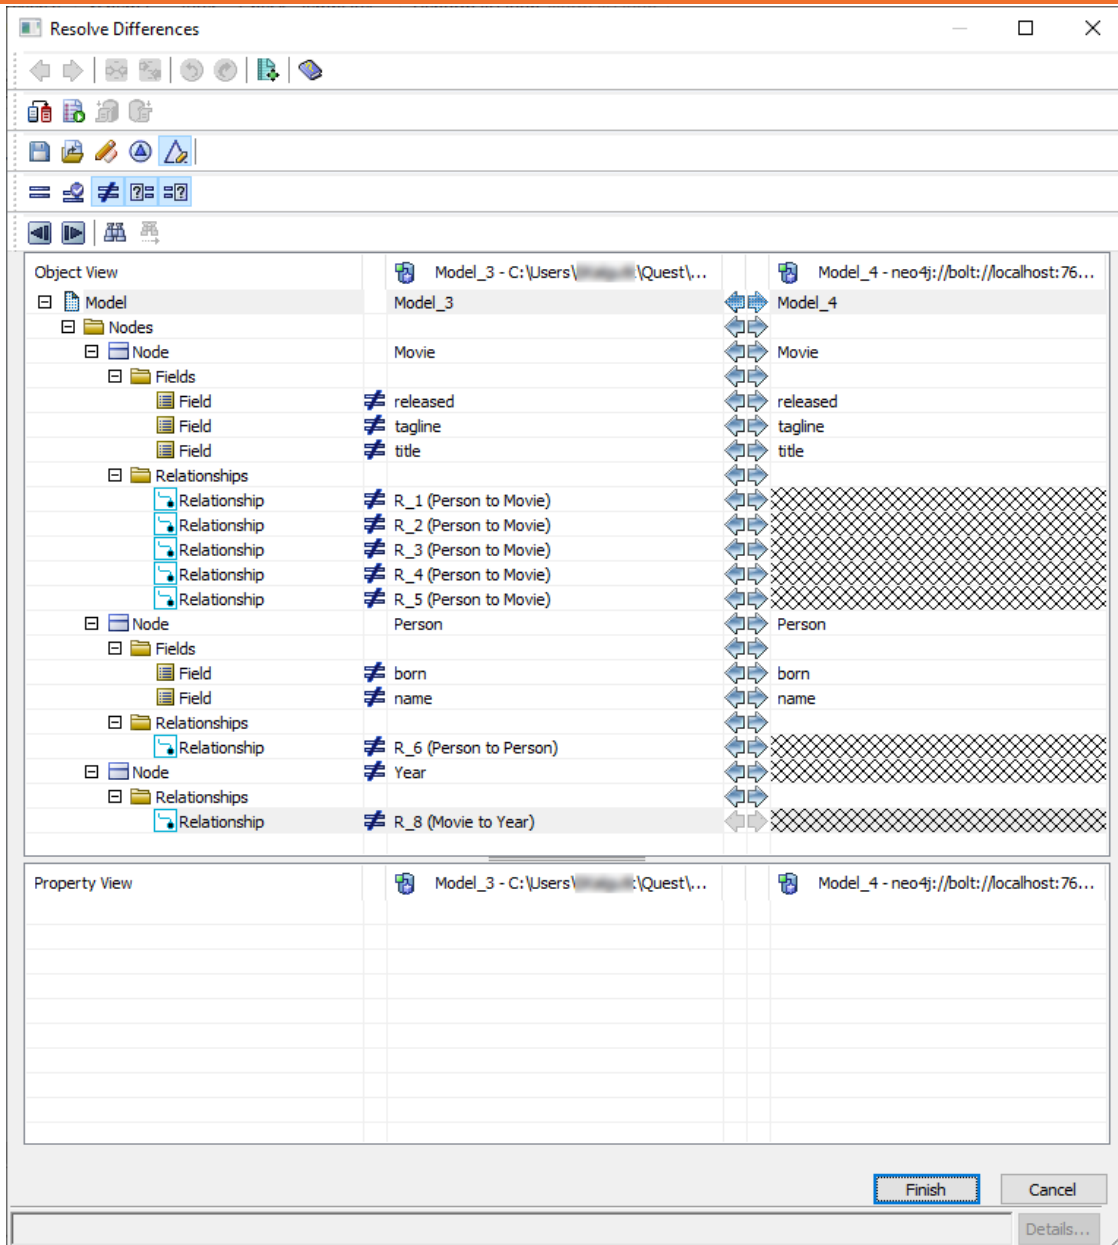 Resolve Differences
Object View Model_3 - C:\Users\ \Quest\... Model_4 - neo4j://bolt://localhost:76...
Model Model_3 Model_4
Nodes
Node Movie Movie
Fields
Field ≠ released released
Field ≠ tagline tagline
Field ≠ title title
Relationships
Relationship ≠ R_1 (Person to Movie)
Relationship ≠ R_2 (Person to Movie)
Relationship ≠ R_3 (Person to Movie)
Relationship ≠ R_4 (Person to Movie)
Relationship ≠ R_5 (Person to Movie)
Node Person Person
Fields
Field ≠ born born
Field ≠ name name
Relationships
Relationship ≠ R_6 (Person to Person)
Node ≠ Year
Relationships
Relationship ≠ R_8 (Movie to Year)
Property View Model_3 - C:\Users\ \Quest\... Model_4 - neo4j://bolt://localhost:76...
Finish Cancel
Details...